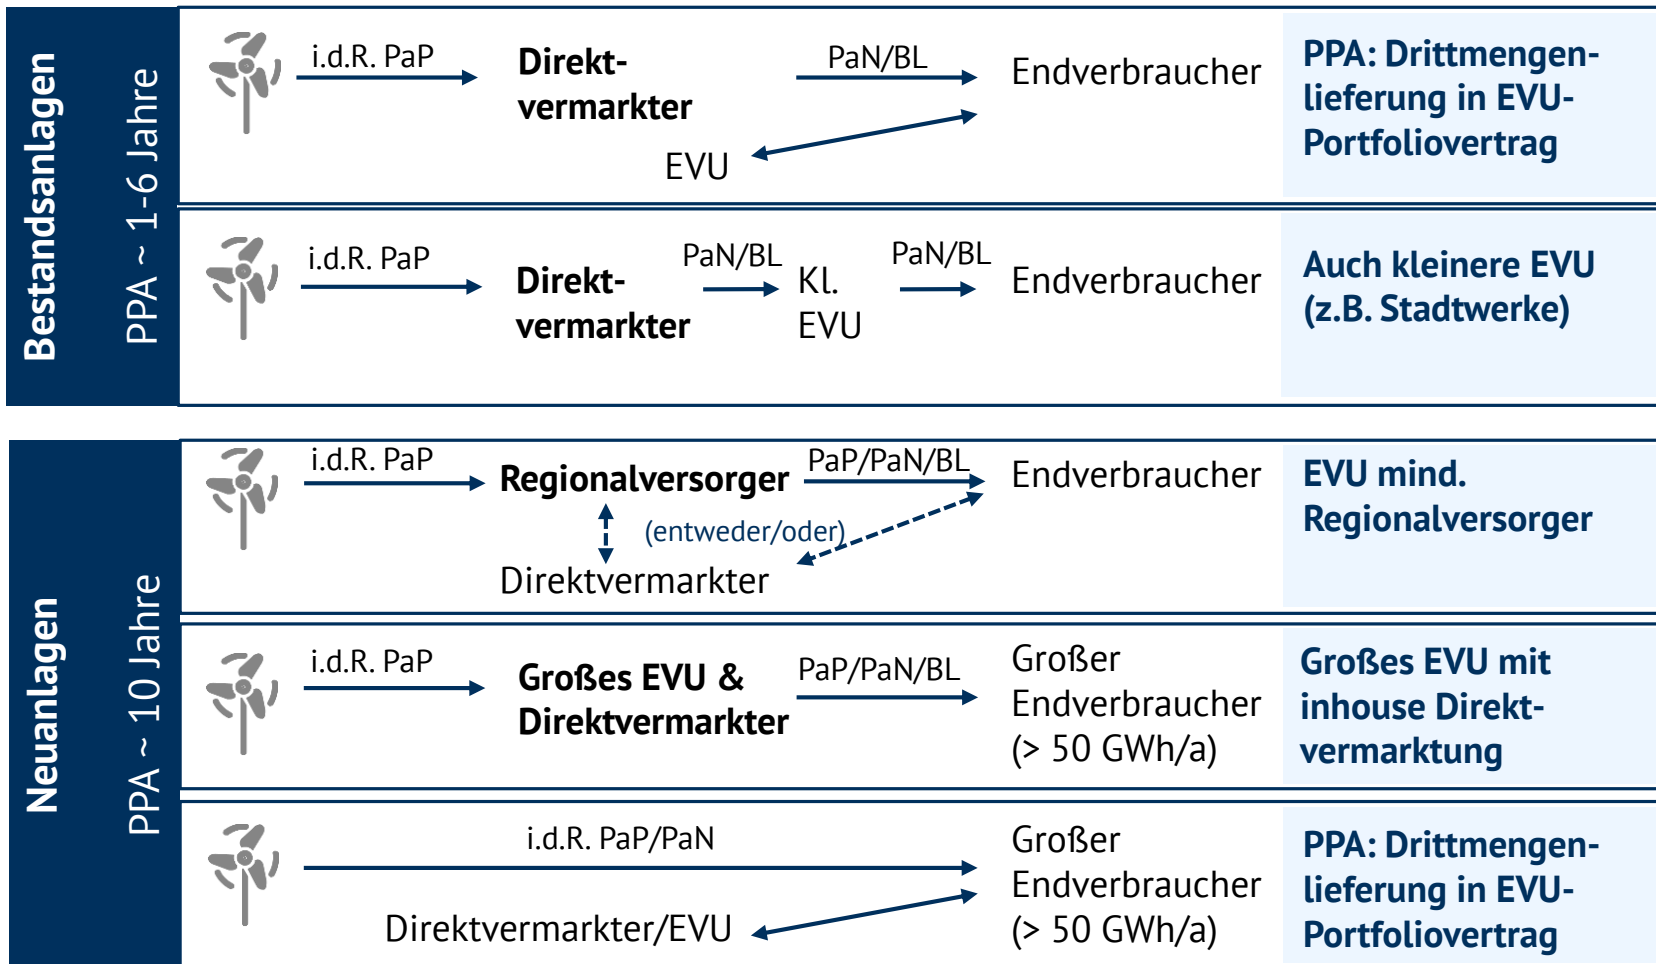 Bestandsanlagen
PPA ~ 1-6 Jahre
i.d.R. PaP
Direkt-
vermarkter
PaN/BL
Endverbraucher
EVU
PPA: Drittmengen-
lieferung in EVU-
Portfoliovertrag
i.d.R. PaP
Direkt-
vermarkter
PaN/BL
Kl.
EVU
PaN/BL
Endverbraucher
Auch kleinere EVU
(z.B. Stadtwerke)
Neuanlagen
PPA ~ 10 Jahre
i.d.R. PaP
Regionalversorger
PaP/PaN/BL
Endverbraucher
(entweder/oder)
Direktvermarkter
EVU mind.
Regionalversorger
i.d.R. PaP
Großes EVU &
Direktvermarkter
PaP/PaN/BL
Großer
Endverbraucher
(> 50 GWh/a)
Großes EVU mit
inhouse Direkt-
vermarktung
i.d.R. PaP/PaN
Großer
Endverbraucher
(> 50 GWh/a)
Direktvermarkter/EVU
PPA: Drittmengen-
lieferung in EVU-
Portfoliovertrag